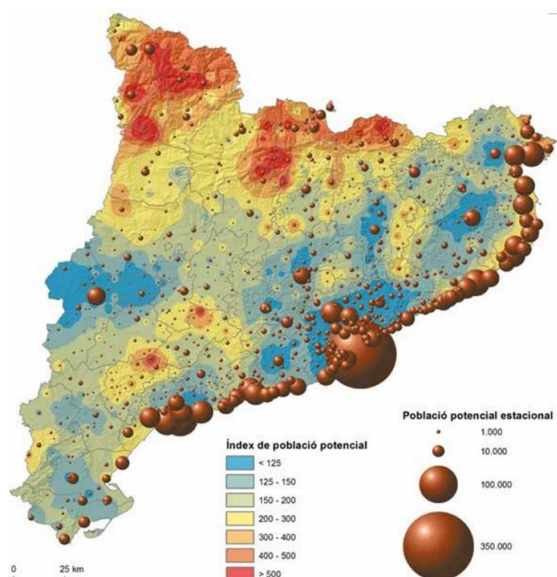 Població potencial estacional
1.000
10.000
100.000
350.000
Índex de població potencial
< 125
125 - 150
150 - 200
200 - 300
300 - 400
400 - 500
> 500
0 25 km